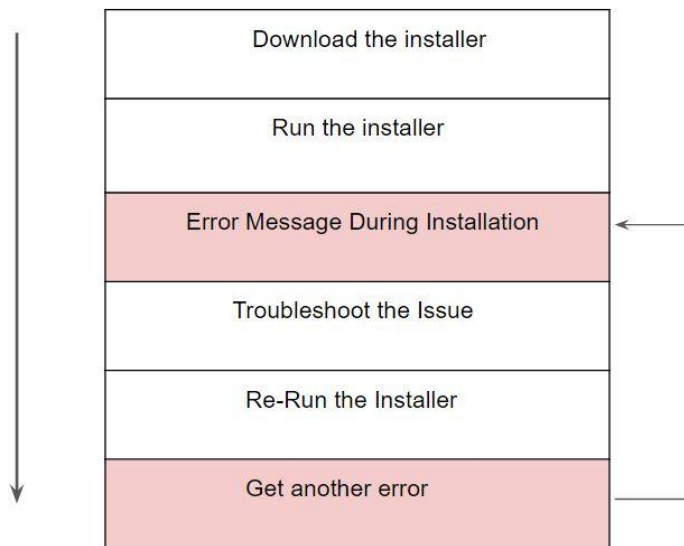 Download the installer
Run the installer
Error Message During Installation
Troubleshoot the Issue
Re-Run the Installer
Get another error